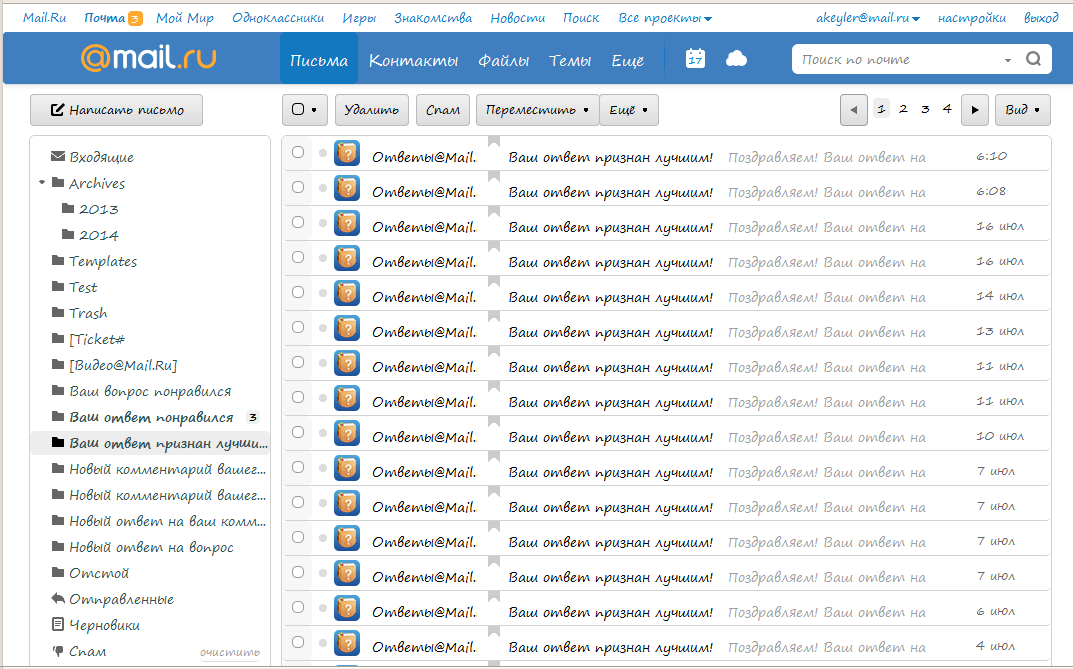 Mail.Ru Почта 3 Мой Мир Одноклассники Игры Знакомства Новости Поиск Все проекты akeyler@mail.ru настройки выход
@mail.ru Письма Контакты Файлы Темы Ещё 17 Поиск по почте
Написать письмо Удалить Спам Переместить Ещё 1 2 3 4 Вид
Входящие
Archives
2013
2014
Templates
Test
Trash
[Ticket#
[Видео@Mail.Ru]
Ваш вопрос понравился
Ваш ответ понравился 3
Ваш ответ признан лучши...
Новый комментарий вашег...
Новый комментарий вашег...
Новый ответ на ваш комм...
Новый ответ на вопрос
Отстой
Отправленные
Черновики
Спам очистить
Ответы@Mail.. Ваш ответ признан лучшим! Поздравляем! Ваш ответ на 6:10
Ответы@Mail.. Ваш ответ признан лучшим! Поздравляем! Ваш ответ на 6:08
Ответы@Mail.. Ваш ответ признан лучшим! Поздравляем! Ваш ответ на 16 июл
Ответы@Mail.. Ваш ответ признан лучшим! Поздравляем! Ваш ответ на 16 июл
Ответы@Mail.. Ваш ответ признан лучшим! Поздравляем! Ваш ответ на 14 июл
Ответы@Mail.. Ваш ответ признан лучшим! Поздравляем! Ваш ответ на 13 июл
Ответы@Mail.. Ваш ответ признан лучшим! Поздравляем! Ваш ответ на 11 июл
Ответы@Mail.. Ваш ответ признан лучшим! Поздравляем! Ваш ответ на 11 июл
Ответы@Mail.. Ваш ответ признан лучшим! Поздравляем! Ваш ответ на 10 июл
Ответы@Mail.. Ваш ответ признан лучшим! Поздравляем! Ваш ответ на 7 июл
Ответы@Mail.. Ваш ответ признан лучшим! Поздравляем! Ваш ответ на 7 июл
Ответы@Mail.. Ваш ответ признан лучшим! Поздравляем! Ваш ответ на 7 июл
Ответы@Mail.. Ваш ответ признан лучшим! Поздравляем! Ваш ответ на 7 июл
Ответы@Mail.. Ваш ответ признан лучшим! Поздравляем! Ваш ответ на 6 июл
Ответы@Mail.. Ваш ответ признан лучшим! Поздравляем! Ваш ответ на 4 июл